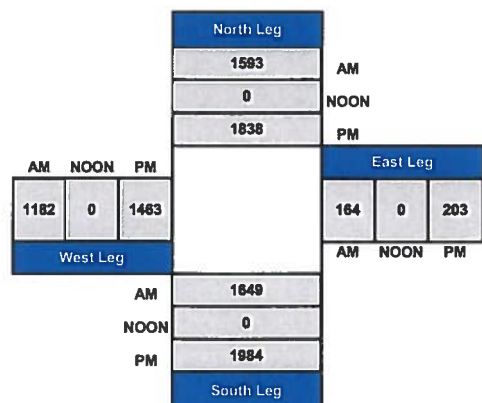 North Leg
1593 AM
0 NOON
1838 PM
AM NOON PM
East Leg
1182 0 1463
164 0 203
West Leg
AM NOON PM
AM 1649
NOON 0
PM 1984
South Leg